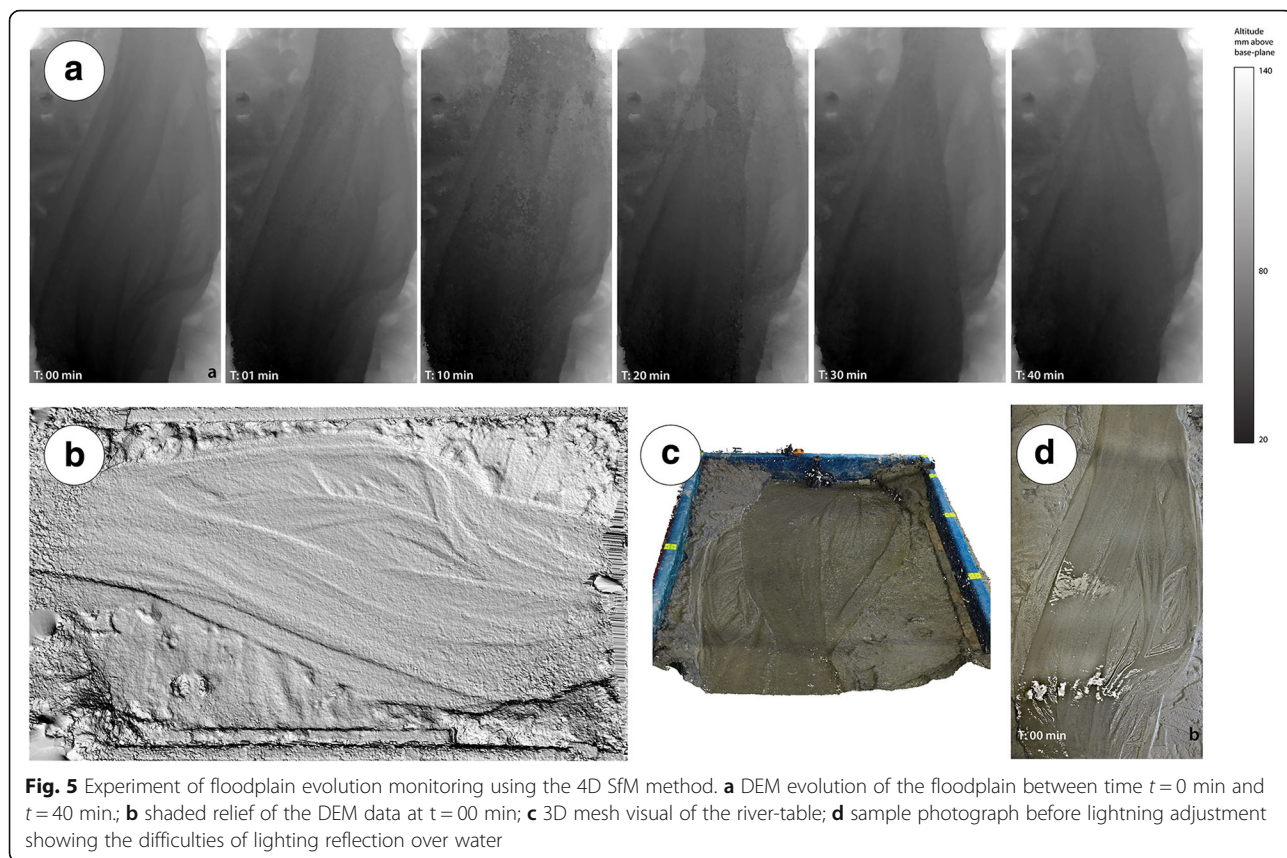 a
Altitude
mm above
base-plane
140
80
20
T: 00 min
a
T: 01 min
T: 10 min
T: 20 min
T: 30 min
T: 40 min
b
c
d
T: 00 min
b
Fig. 5 Experiment of floodplain evolution monitoring using the 4D SfM method. a DEM evolution of the floodplain between time t = 0 min and
t = 40 min.; b shaded relief of the DEM data at t = 00 min; c 3D mesh visual of the river-table; d sample photograph before lightning adjustment
showing the difficulties of lighting reflection over water